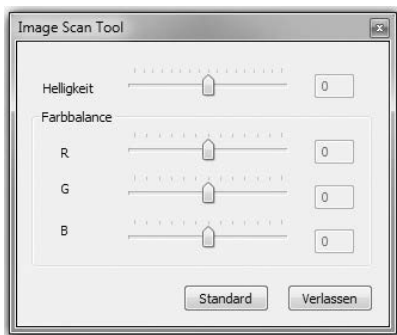 Image Scan Tool
Helligkeit 0
Farbbalance
R 0
G 0
B 0
Standard Verlassen